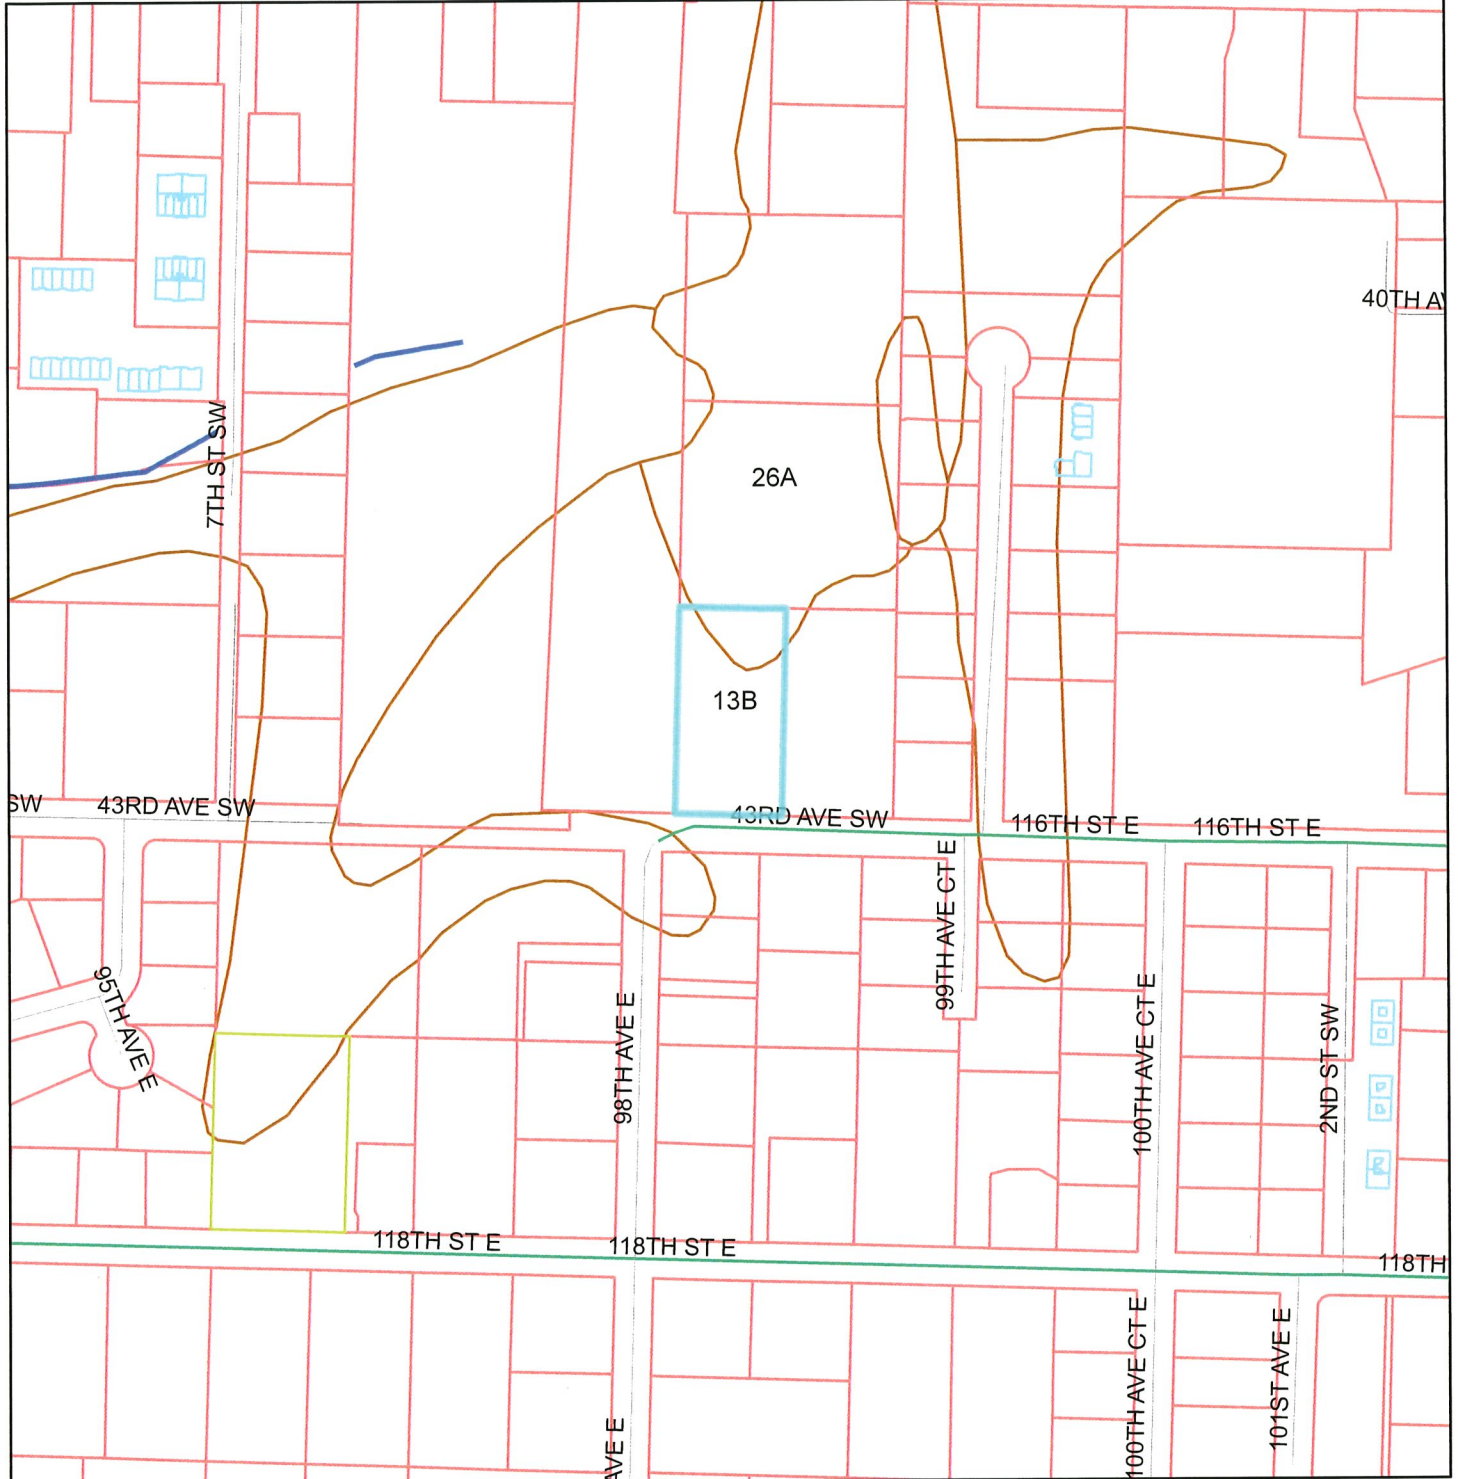 40TH A
7TH ST SW
26A
13B
SW
43RD AVE SW
43RD AVE SW
116TH ST E
116TH ST E
99TH AVE CT E
95TH AVE E
98TH AVE E
100TH AVE CT E
2ND ST SW
118TH ST E
118TH ST E
118TH
100TH AVE CT E
101ST AVE E
AVE E